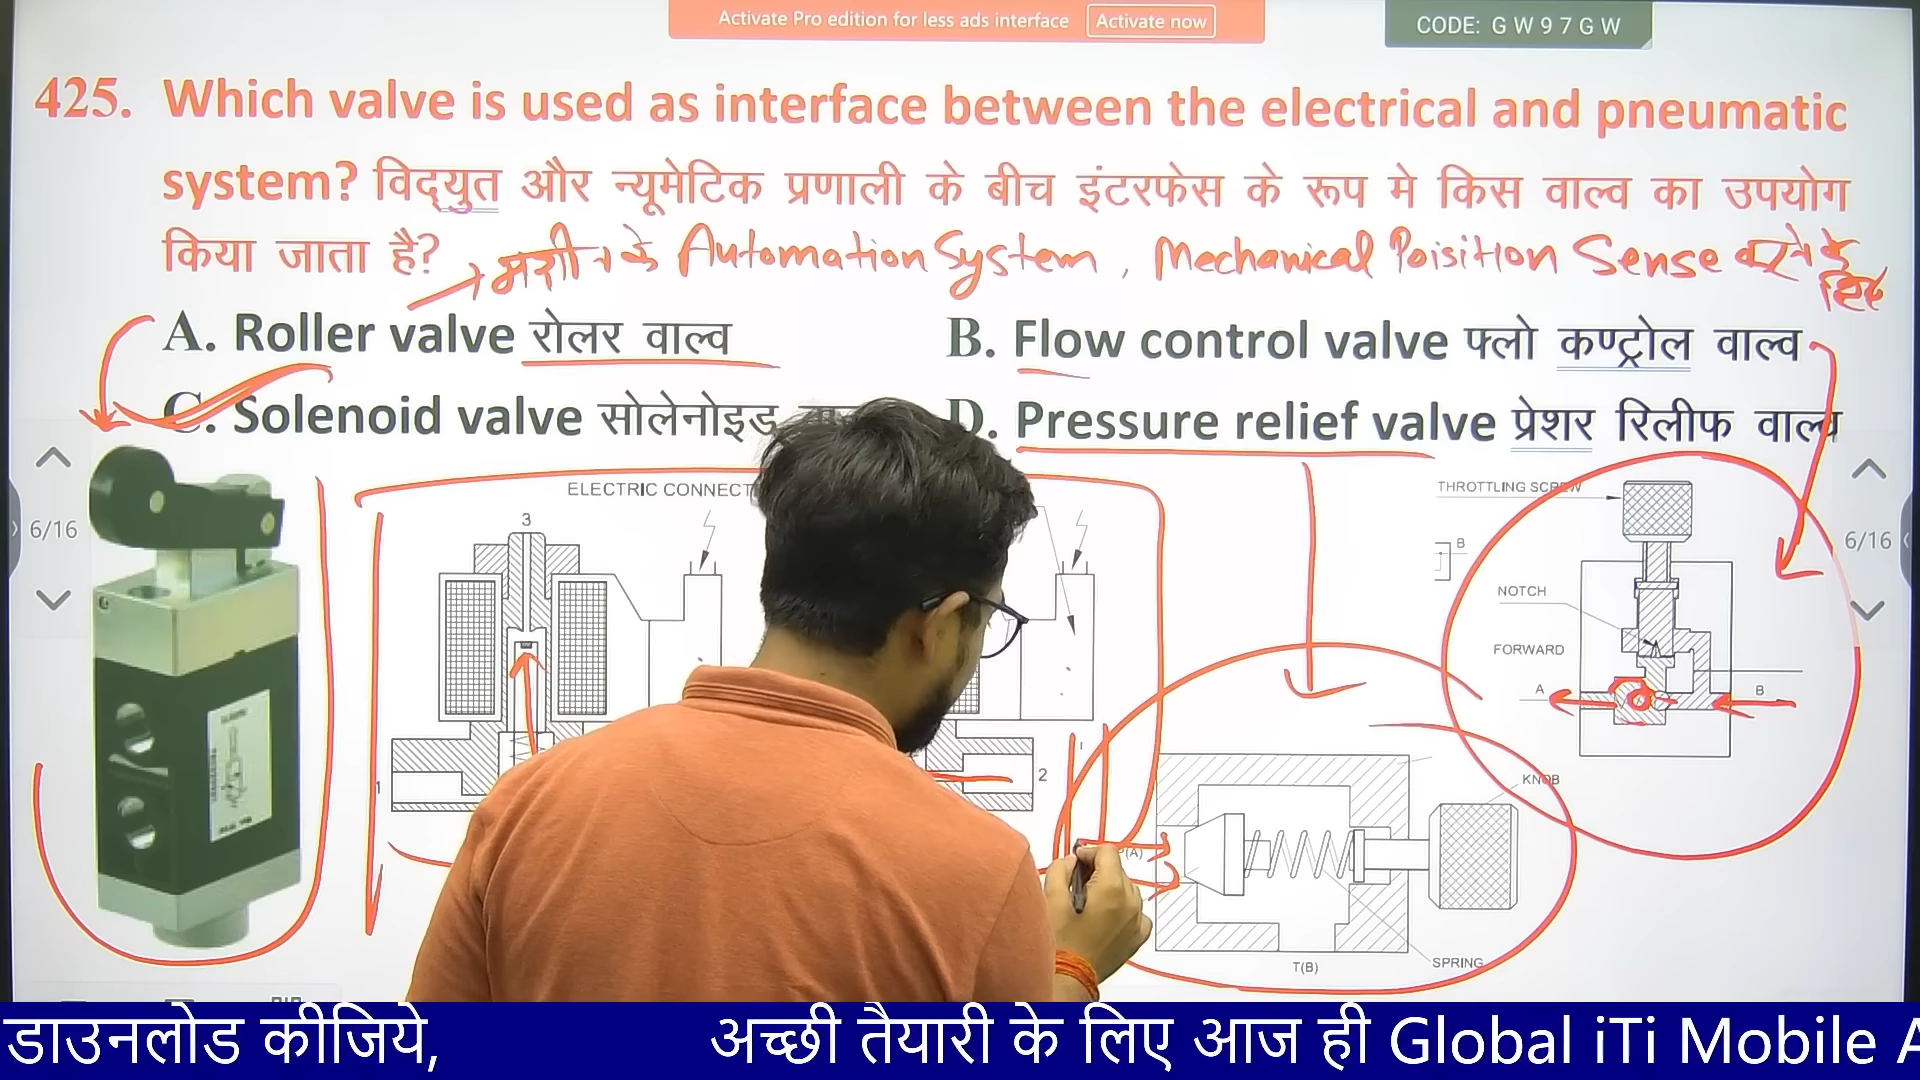 Activate Pro edition for less ads interface Activate now
CODE: G W 9 7 G W
425. Which valve is used as interface between the electrical and pneumatic
system? विद्युत और न्यूमेटिक प्रणाली के बीच इंटरफेस के रूप मे किस वाल्व का उपयोग
किया जाता है?
Automation System, Mechanical Poisition Sense करने के
A. Roller valve रोलर वाल्व
B. Flow control valve फ्लो कण्ट्रोल वाल्व
C. Solenoid valve सोलेनोइड
D. Pressure relief valve प्रेशर रिलीफ वाल्व
6/16
ELECTRIC CONNECT
3
1
2
THROTTLING SCREW
B
NOTCH
FORWARD
A
B
6/16
KNOB
P(A)
SPRING
T(B)
डाउनलोड कीजिये, अच्छी तैयारी के लिए आज ही Global iTi Mobile A